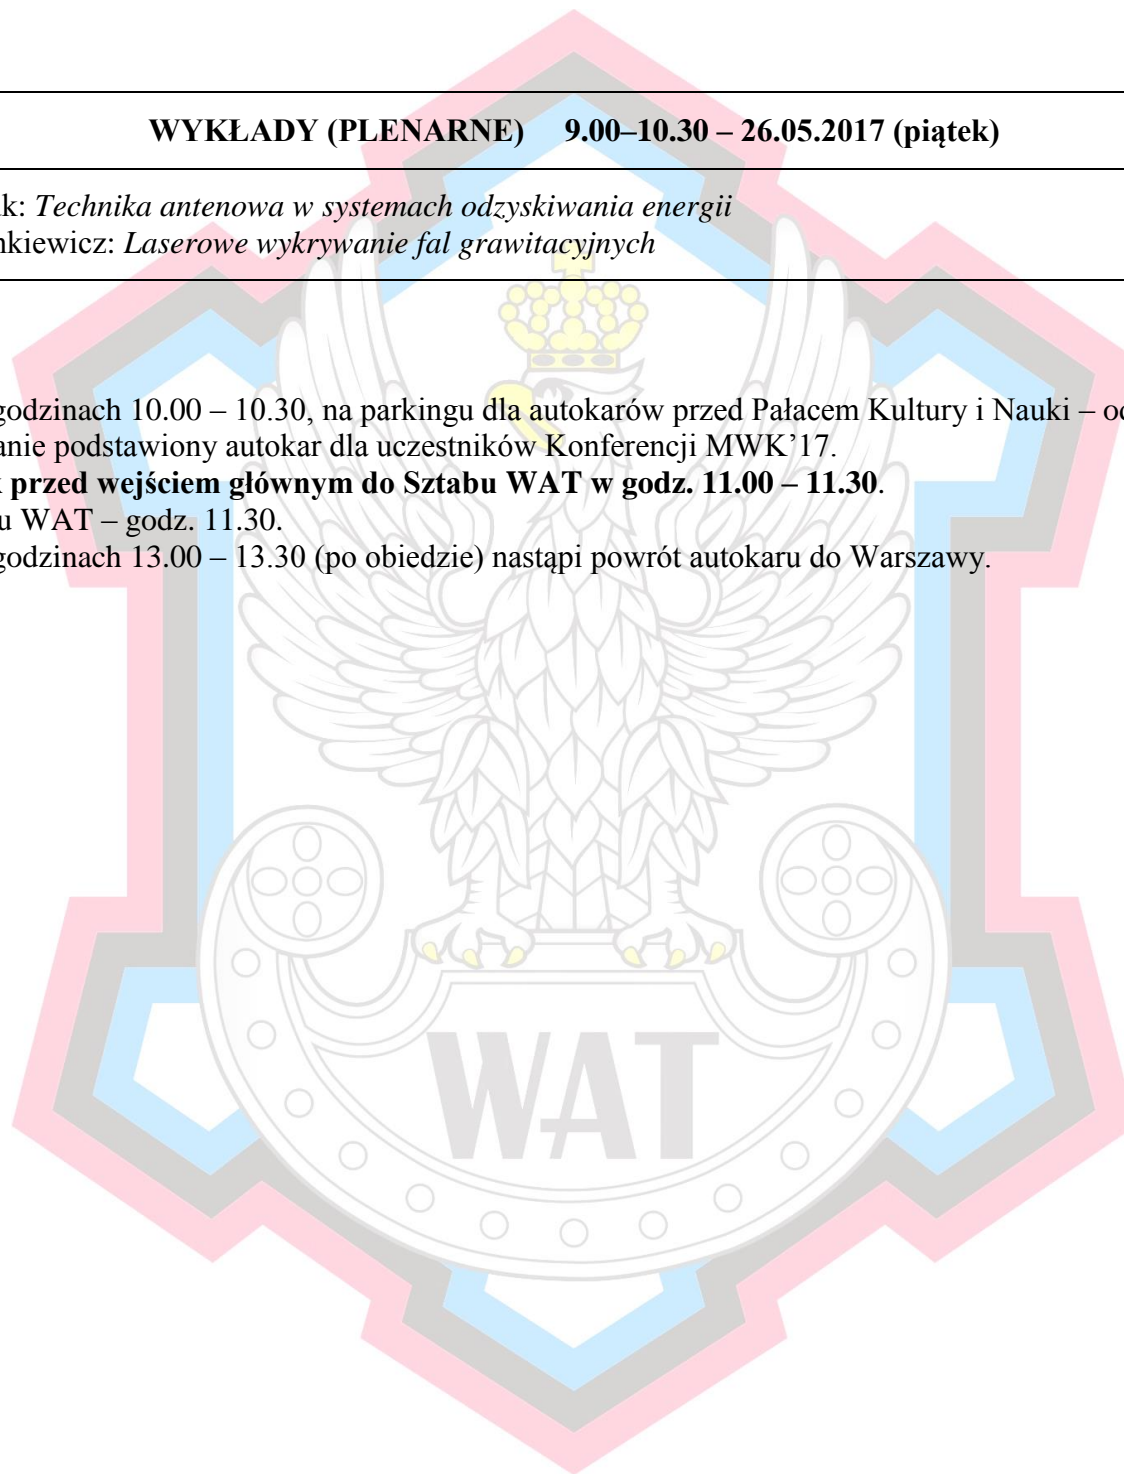 WYKŁADY (PLENARNE) 9.00–10.30 – 26.05.2017 (piątek)
k: Technika antenowa w systemach odzyskiwania energii
nkiewicz: Laserowe wykrywanie fal grawitacyjnych
godzinach 10.00 – 10.30, na parkingu dla autokarów przed Pałacem Kultury i Nauki –
anie podstawiony autokar dla uczestników Konferencji MWK’17.
przed wejściem głównym do Sztabu WAT w godz. 11.00 – 11.30.
u WAT – godz. 11.30.
godzinach 13.00 – 13.30 (po obiedzie) nastąpi powrót autokaru do Warszawy.
WAT